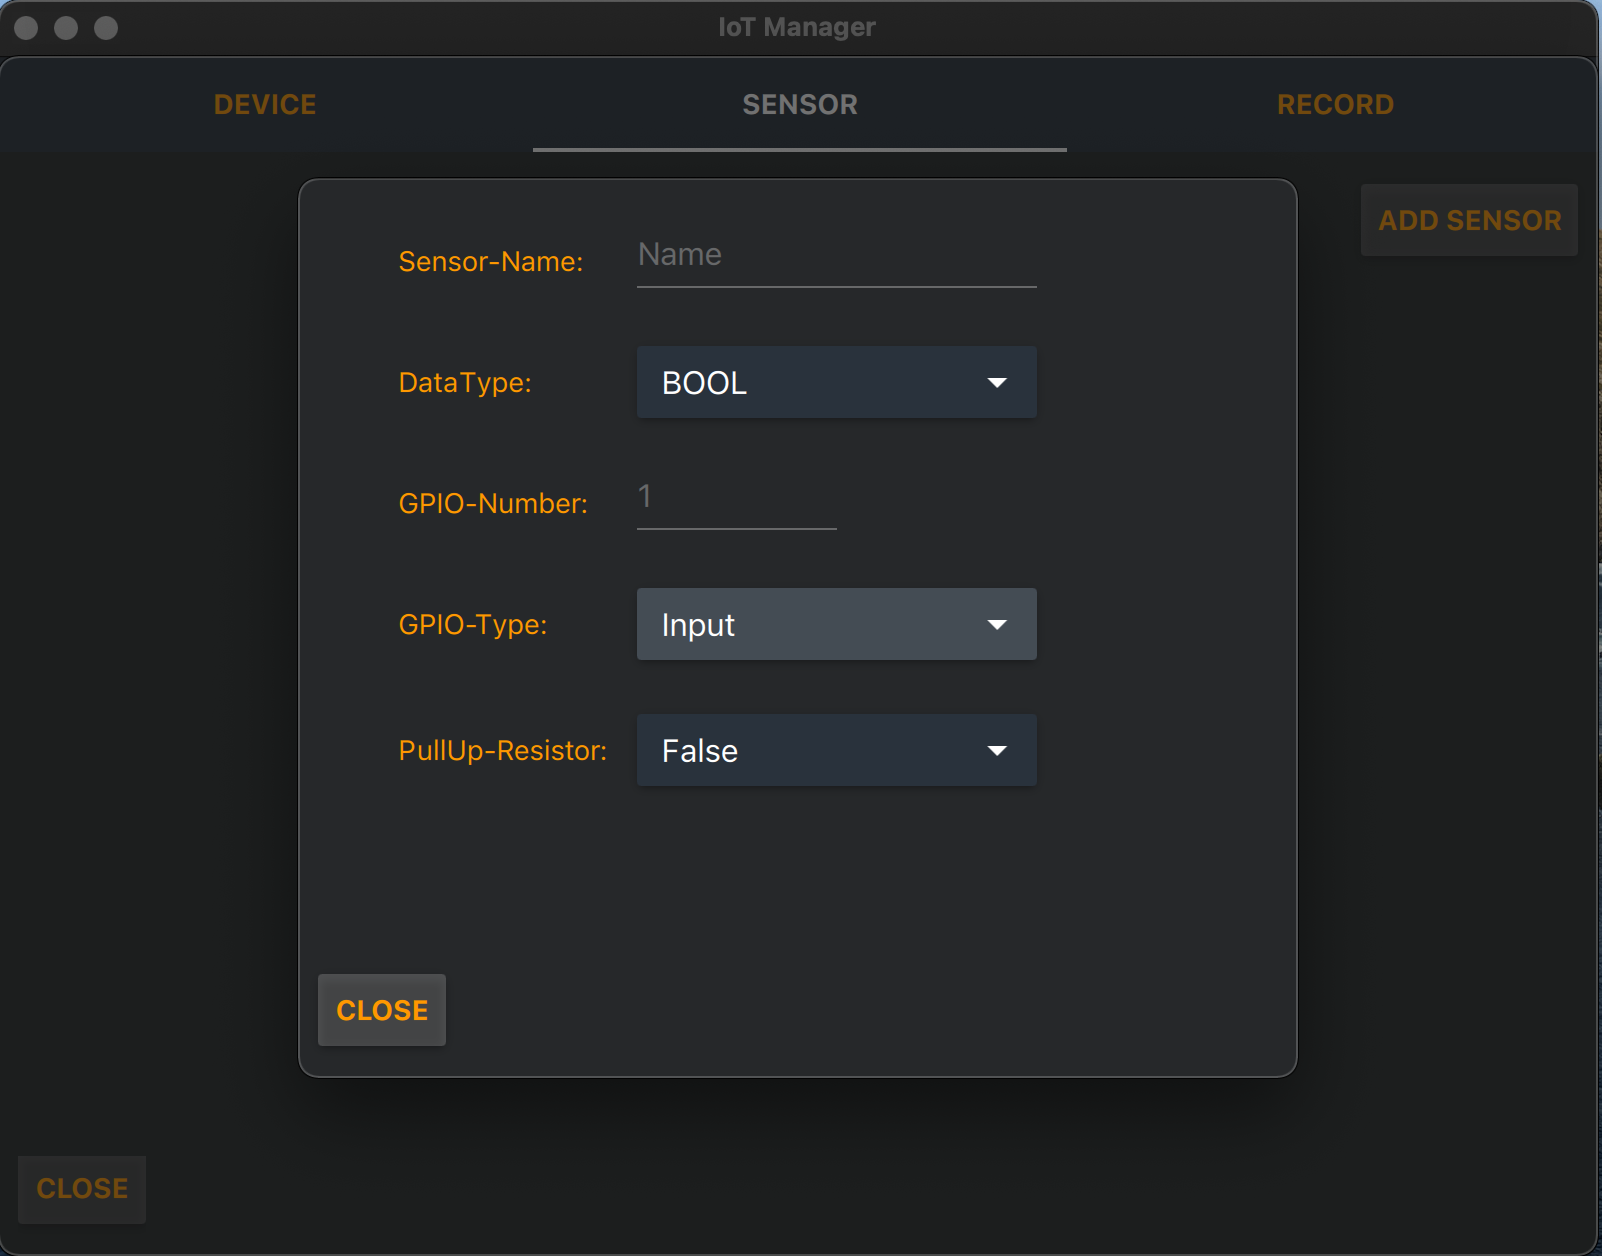 IoT Manager
DEVICE SENSOR RECORD
ADD SENSOR
Sensor-Name: Name
DataType: BOOL
GPIO-Number: 1
GPIO-Type: Input
PullUp-Resistor: False
CLOSE
CLOSE